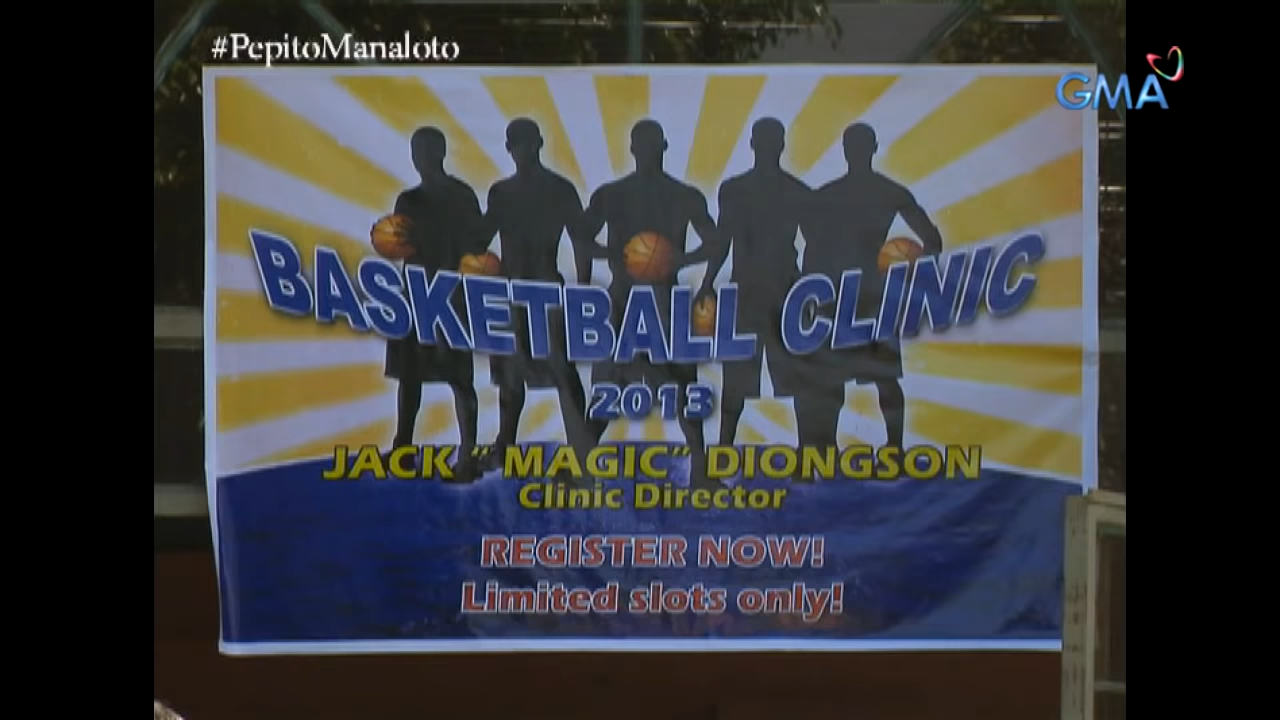 #PepitoManaloto
GMA
BASKETBALL CLINIC
2013
JACK "MAGIC" DIONGSON
Clinic Director
REGISTER NOW!
Limited slots only!